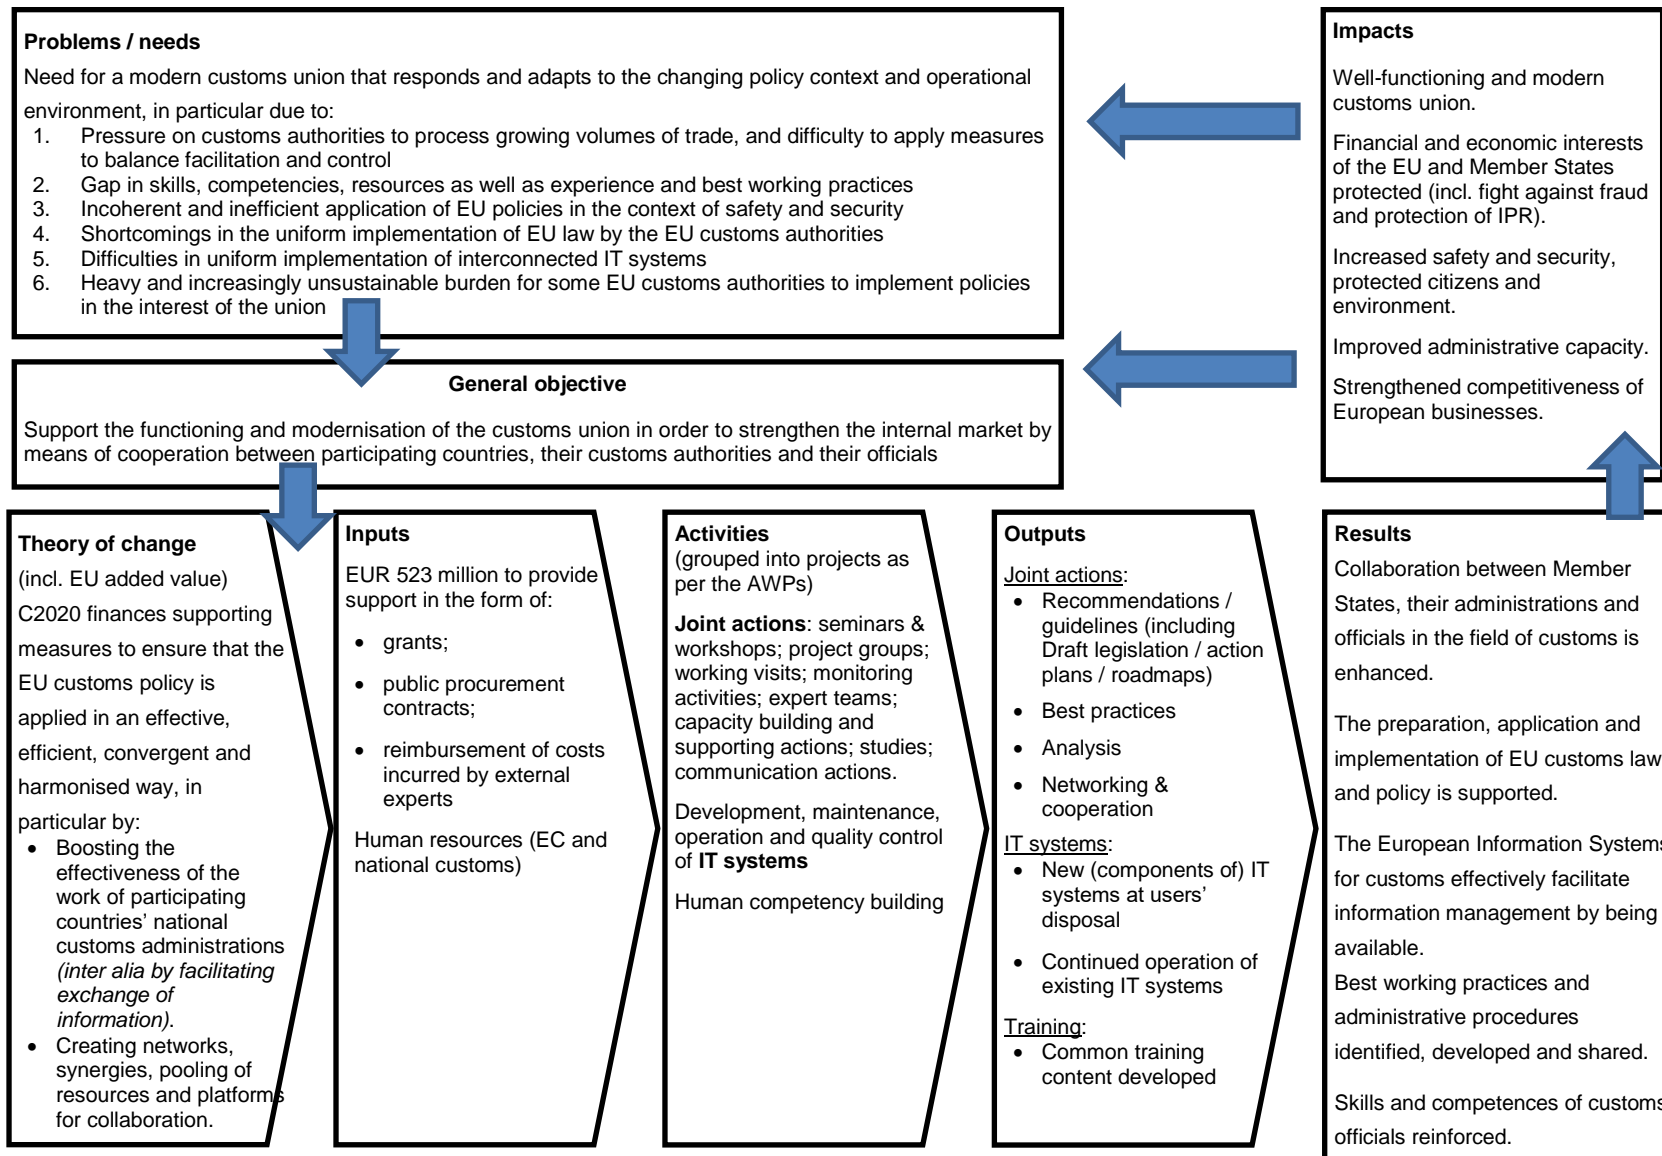 Problems / needs
Need for a modern customs union that responds and adapts to the changing policy context and operational
environment, in particular due to:
1. Pressure on customs authorities to process growing volumes of trade, and difficulty to apply measures
to balance facilitation and control
2. Gap in skills, competencies, resources as well as experience and best working practices
3. Incoherent and inefficient application of EU policies in the context of safety and security
4. Shortcomings in the uniform implementation of EU law by the EU customs authorities
5. Difficulties in uniform implementation of interconnected IT systems
6. Heavy and increasingly unsustainable burden for some EU customs authorities to implement policies
in the interest of the union
General objective
Support the functioning and modernisation of the customs union in order to strengthen the internal market by
means of cooperation between participating countries, their customs authorities and their officials
Impacts
Well-functioning and modern
customs union.
Financial and economic interests
of the EU and Member States
protected (incl. fight against fraud
and protection of IPR).
Increased safety and security,
protected citizens and
environment.
Improved administrative capacity.
Strengthened competitiveness of
European businesses.
Theory of change
(incl. EU added value)
C2020 finances supporting
measures to ensure that the
EU customs policy is
applied in an effective,
efficient, convergent and
harmonised way, in
particular by:
• Boosting the
effectiveness of the
work of participating
countries’ national
customs administrations
(inter alia by facilitating
exchange of
information).
• Creating networks,
synergies, pooling of
resources and platforms
for collaboration.
Inputs
EUR 523 million to provide
support in the form of:
• grants;
• public procurement
contracts;
• reimbursement of costs
incurred by external
experts
Human resources (EC and
national customs)
Activities
(grouped into projects as
per the AWPs)
Joint actions: seminars &
workshops; project groups;
working visits; monitoring
activities; expert teams;
capacity building and
supporting actions; studies;
communication actions.
Development, maintenance,
operation and quality control
of IT systems
Human competency building
Outputs
Joint actions:
• Recommendations /
guidelines (including
Draft legislation / action
plans / roadmaps)
• Best practices
• Analysis
• Networking &
cooperation
IT systems:
• New (components of) IT
systems at users’
disposal
• Continued operation of
existing IT systems
Training:
• Common training
content developed
Results
Collaboration between Member
States, their administrations and
officials in the field of customs is
enhanced.
The preparation, application and
implementation of EU customs law
and policy is supported.
The European Information Systems
for customs effectively facilitate
information management by being
available.
Best working practices and
administrative procedures
identified, developed and shared.
Skills and competences of customs
officials reinforced.